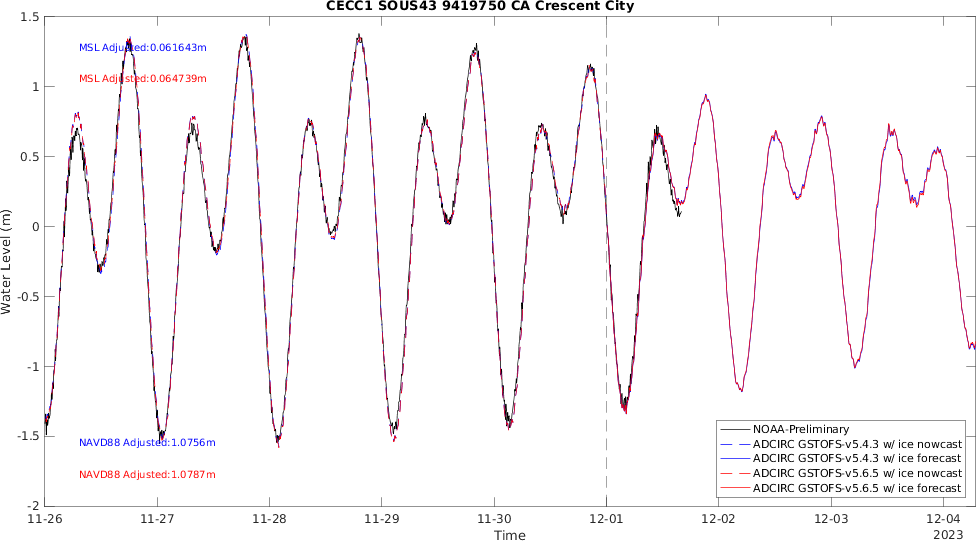 CECC1 SOUS43 9419750 CA Crescent City
1.5
1
0.5
0
-0.5
-1
-1.5
-2
Water Level (m)
MSL Adjusted:0.061643m
MSL Adjusted:0.064739m
NAVD88 Adjusted:1.0756m
NAVD88 Adjusted:1.0787m
NOAA-Preliminary
ADCIRC GSTOFS-v5.4.3 w/ ice nowcast
ADCIRC GSTOFS-v5.4.3 w/ ice forecast
ADCIRC GSTOFS-v5.6.5 w/ ice nowcast
ADCIRC GSTOFS-v5.6.5 w/ ice forecast
11-26 11-27 11-28 11-29 11-30 12-01 12-02 12-03 12-04
Time
2023